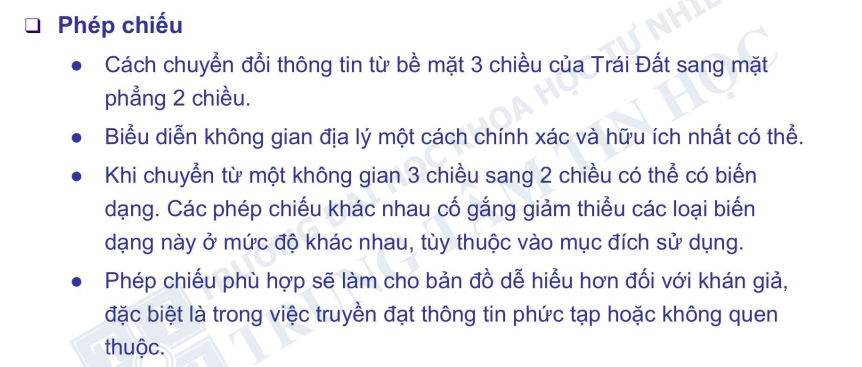 ❑ Phép chiếu
● Cách chuyển đổi thông tin từ bề mặt 3 chiều của Trái Đất sang mặt
phẳng 2 chiều.
● Biểu diễn không gian địa lý một cách chính xác và hữu ích nhất có thể.
● Khi chuyển từ một không gian 3 chiều sang 2 chiều có thể có biến
dạng. Các phép chiếu khác nhau cố gắng giảm thiểu các loại biến
dạng này ở mức độ khác nhau, tùy thuộc vào mục đích sử dụng.
● Phép chiếu phù hợp sẽ làm cho bản đồ dễ hiểu hơn đối với khán giả,
đặc biệt là trong việc truyền đạt thông tin phức tạp hoặc không quen
thuộc.
TRƯỜNG ĐẠI HỌC KHOA HỌC TỰ NHIÊ
TRUNG TÂM TIN HỌC